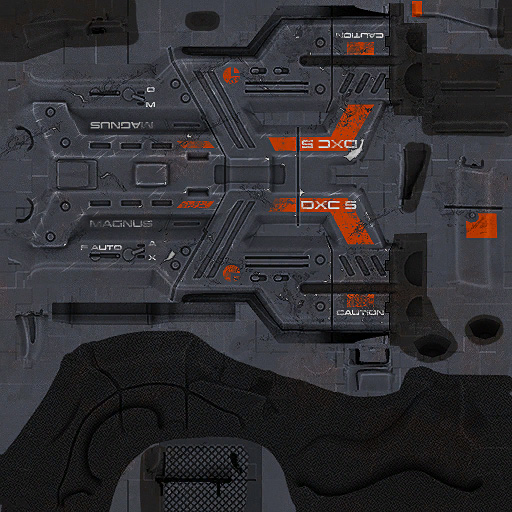 CAUTION
O
M
MAGNUS
DXC 5
DXC 5
MAGNUS
F AUTO
A
X
CAUTION